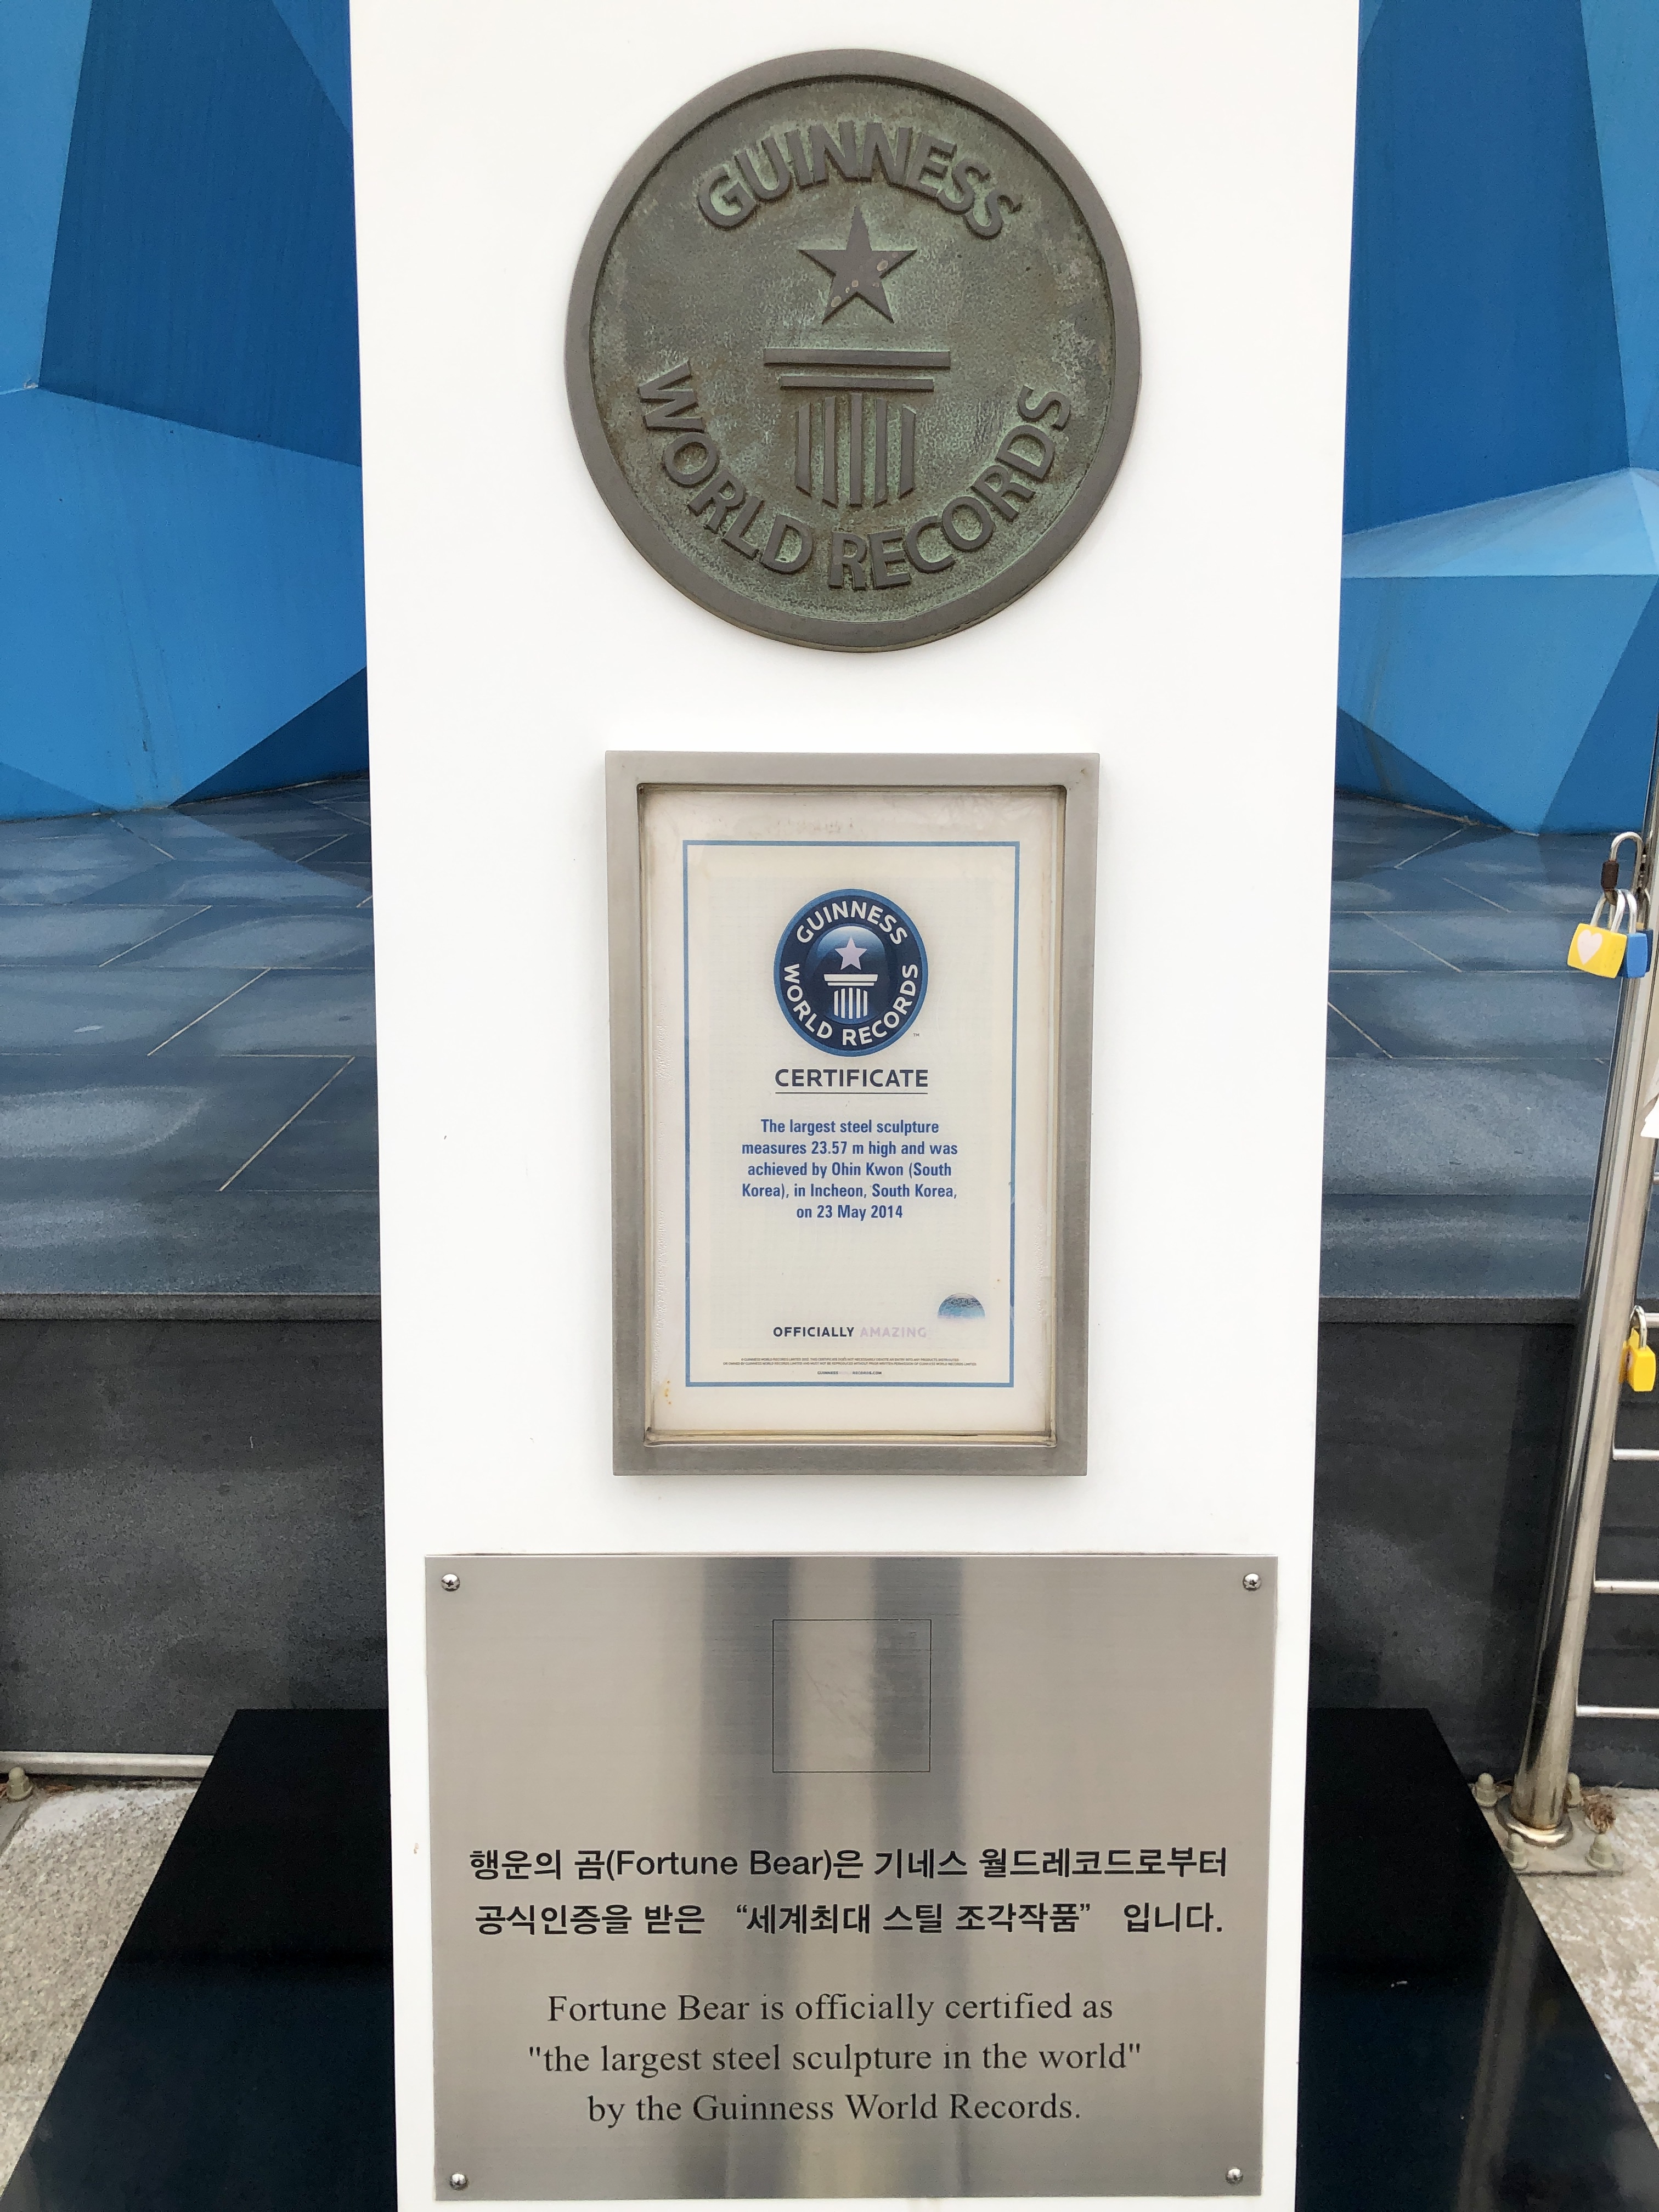 GUINNESS
WORLD RECORDS
GUINNESS
WORLD RECORDS
™
CERTIFICATE
The largest steel sculpture
measures 23.57 m high and was
achieved by Ohin Kwon (South
Korea), in Incheon, South Korea,
on 23 May 2014
OFFICIALLY AMAZING
행운의 곰(Fortune Bear)은 기네스 월드레코드로부터
공식인증을 받은 “세계최대 스틸 조각작품” 입니다.
Fortune Bear is officially certified as
"the largest steel sculpture in the world"
by the Guinness World Records.